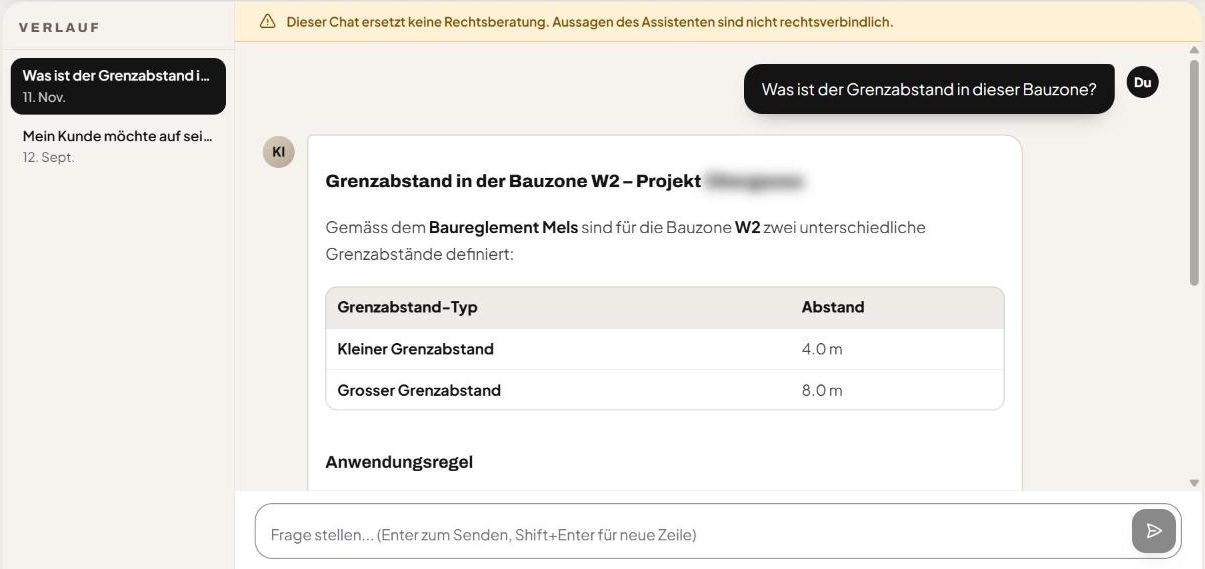 VERLAUF
Was ist der Grenzabstand i...
11. Nov.
Mein Kunde möchte auf sei...
12. Sept.
Dieser Chat ersetzt keine Rechtsberatung. Aussagen des Assistenten sind nicht rechtsverbindlich.
Was ist der Grenzabstand in dieser Bauzone?
Du
KI
Grenzabstand in der Bauzone W2 – Projekt
Gemäss dem Baureglement Mels sind für die Bauzone W2 zwei unterschiedliche
Grenzabstände definiert:
Grenzabstand-Typ Abstand
Kleiner Grenzabstand 4.0 m
Grosser Grenzabstand 8.0 m
Anwendungsregel
Frage stellen... (Enter zum Senden, Shift+Enter für neue Zeile)